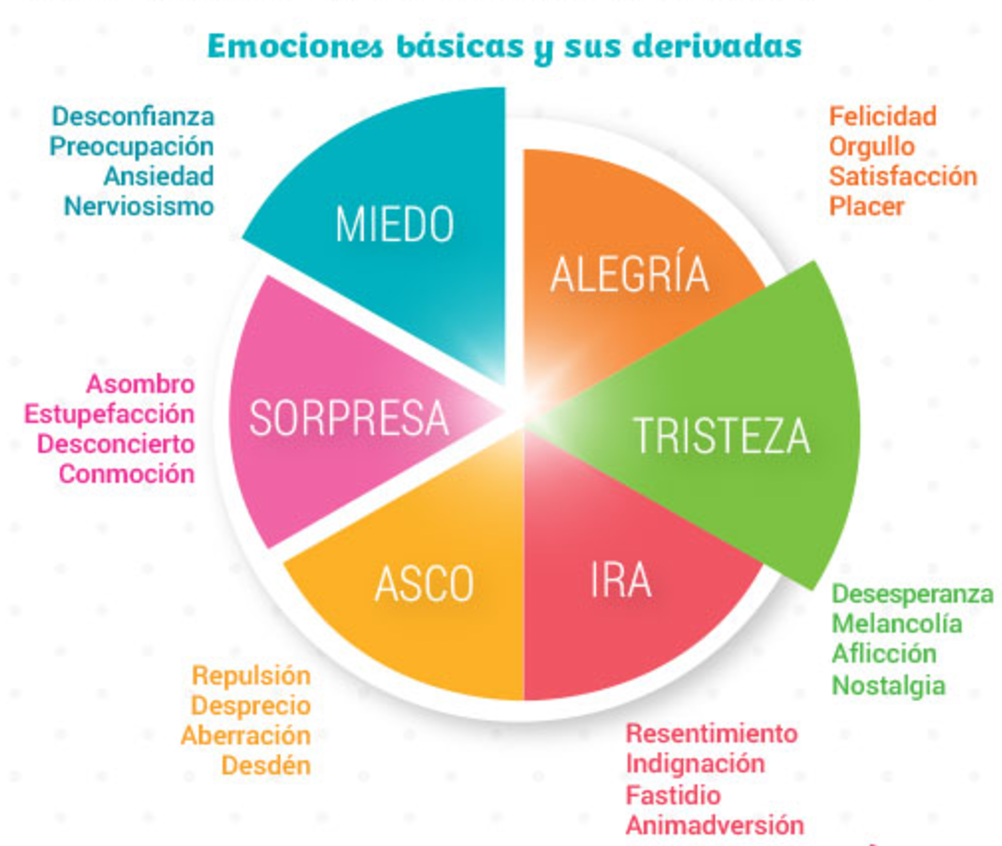 Emociones básicas y sus derivadas
Desconfianza
Preocupación
Ansiedad
Nerviosismo
MIEDO
Felicidad
Orgullo
Satisfacción
Placer
ALEGRÍA
Asombro
Estupefacción
Desconcierto
Conmoción
SORPRESA
TRISTEZA
Desesperanza
Melancolía
Aflicción
Nostalgia
ASCO
IRA
Repulsión
Desprecio
Aberración
Desdén
Resentimiento
Indignación
Fastidio
Animadversión